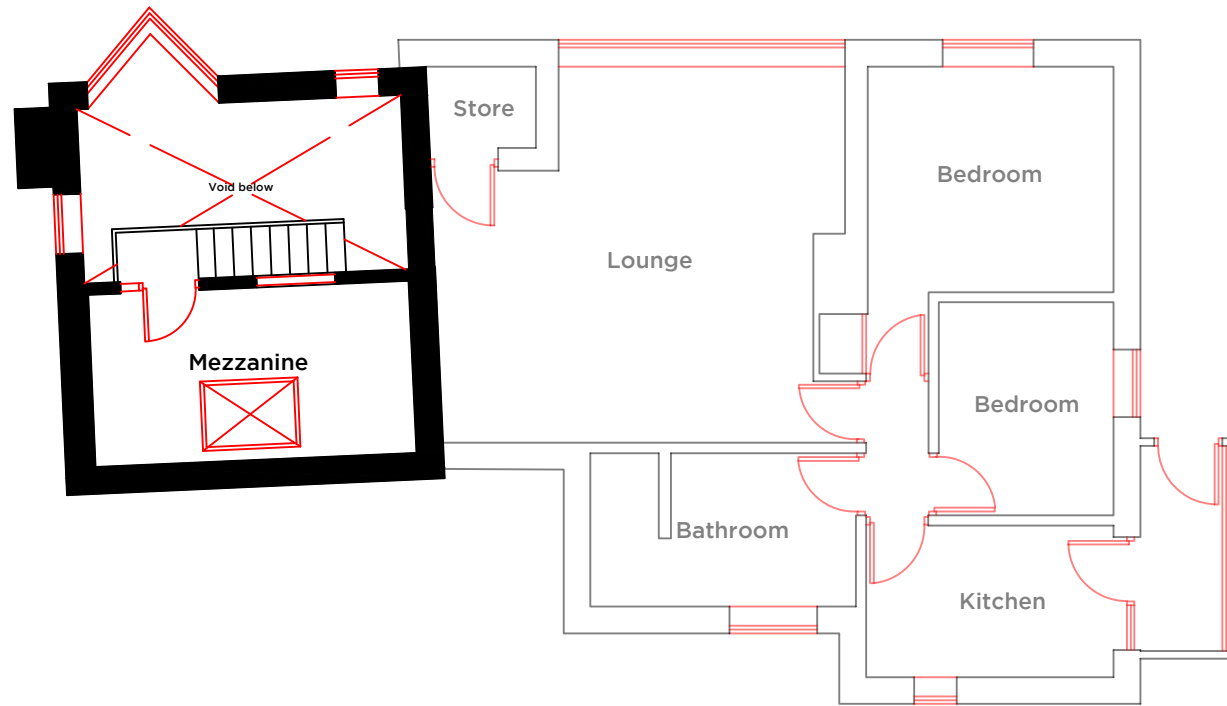 Store
Bedroom
Void below
Lounge
Mezzanine
Bedroom
Bathroom
Kitchen